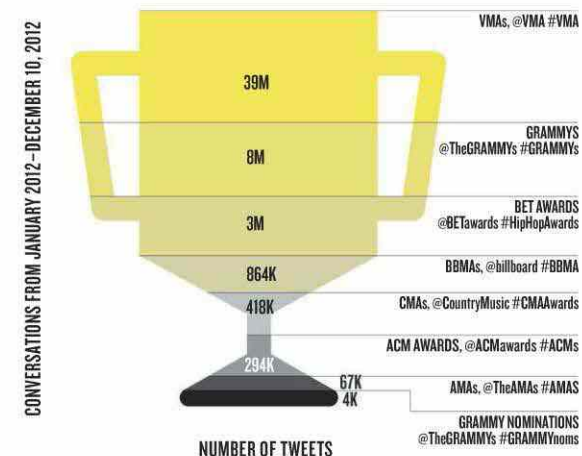 CONVERSATIONS FROM JANUARY 2012–DECEMBER 10, 2012
VMAs, @VMA #VMA
39M
GRAMMYS
@TheGRAMMYs #GRAMMYs
8M
BET AWARDS
@BETawards #HipHopAwards
3M
BBMAs, @billboard #BBMA
864K
CMAs, @CountryMusic #CMAAwards
418K
ACM AWARDS, @ACMawards #ACMs
294K
AMAs, @TheAMAs #AMAS
67K
4K
GRAMMY NOMINATIONS
@TheGRAMMYs #GRAMMYnoms
NUMBER OF TWEETS